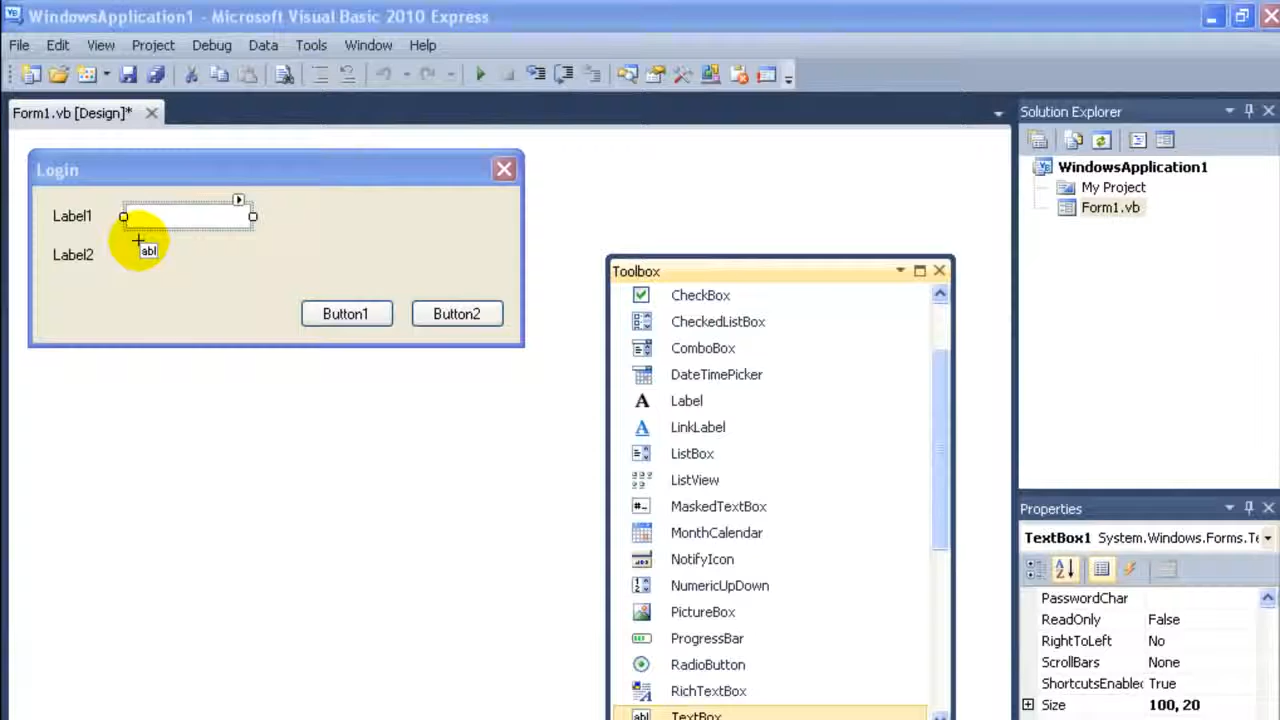 WindowsApplication1 - Microsoft Visual Basic 2010 Express
File Edit View Project Debug Data Tools Window Help
Form1.vb [Design]*
Login
Label1
abl
Label2
Button1 Button2
Toolbox
CheckBox
CheckedListBox
ComboBox
DateTimePicker
A Label
A LinkLabel
ListBox
ListView
MaskedTextBox
MonthCalendar
NotifyIcon
NumericUpDown
PictureBox
ProgressBar
RadioButton
RichTextBox
abl TextBox
Solution Explorer
WindowsApplication1
My Project
Form1.vb
Properties
TextBox1 System.Windows.Forms.Te
PasswordChar
ReadOnly False
RightToLeft No
ScrollBars None
ShortcutsEnablec True
Size 100, 20